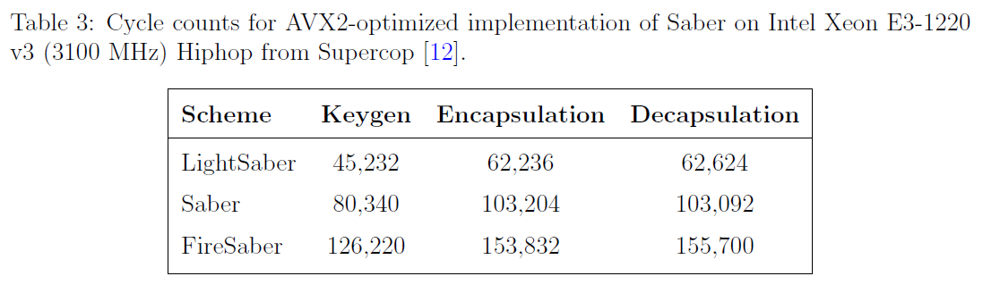 Table 3: Cycle counts for AVX2-optimized implementation of Saber on Intel Xeon E3-1220
v3 (3100 MHz) Hiphop from Supercop [12].
Scheme Keygen Encapsulation Decapsulation
LightSaber 45,232 62,236 62,624
Saber 80,340 103,204 103,092
FireSaber 126,220 153,832 155,700